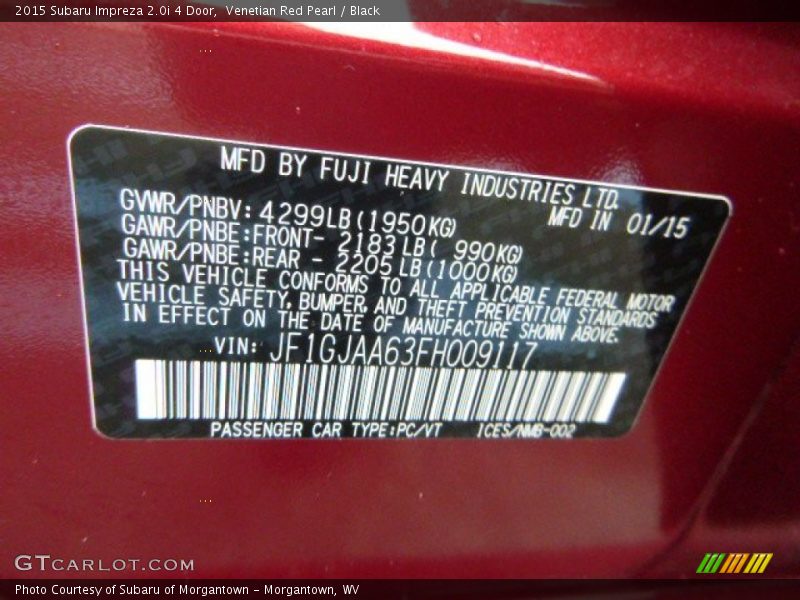 2015 Subaru Impreza 2.0i 4 Door,  Venetian Red Pearl / Black
MFD BY FUJI HEAVY INDUSTRIES LTD.
MFD IN 01/15
GVWR/PNBV: 4299LB(1950KG)
GAWR/PNBE:FRONT- 2183LB( 990KG)
GAWR/PNBE:REAR - 2205LB(1000KG)
THIS VEHICLE CONFORMS TO ALL APPLICABLE FEDERAL MOTOR
VEHICLE SAFETY, BUMPER, AND THEFT PREVENTION STANDARDS
IN EFFECT ON THE DATE OF MANUFACTURE SHOWN ABOVE.
VIN: JF1GJAA63FH009117
PASSENGER CAR TYPE:PC/VT ICES/NMB-002
GTCARLOT.COM
Photo Courtesy of Subaru of Morgantown - Morgantown, WV